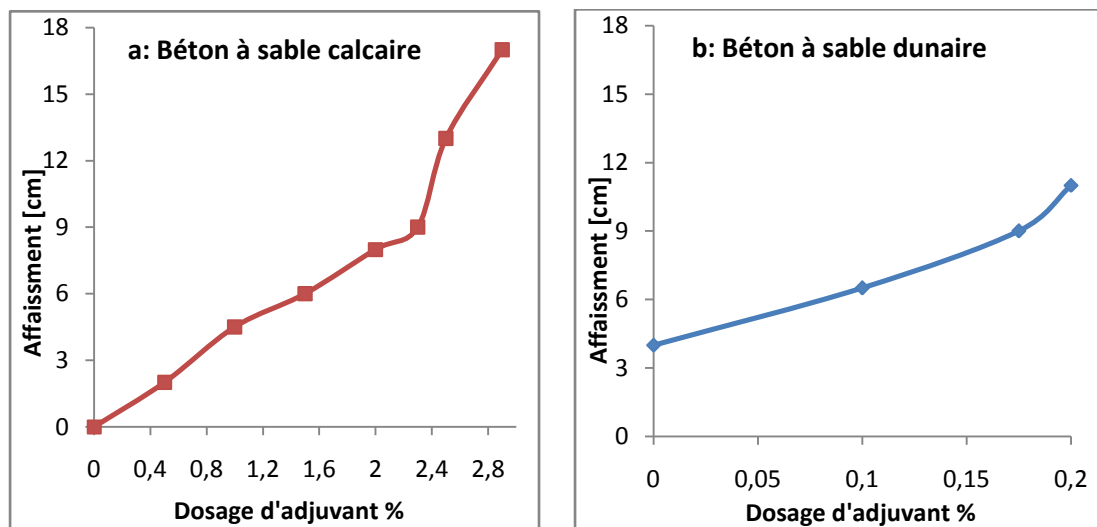 a: Béton à sable calcaire
Affaissment [cm]
18
15
12
9
6
3
0
0 0,4 0,8 1,2 1,6 2 2,4 2,8
Dosage d'adjuvant %
b: Béton à sable dunaire
Affaissment [cm]
18
15
12
9
6
3
0
0 0,05 0,1 0,15 0,2
Dosage d'adjuvant %